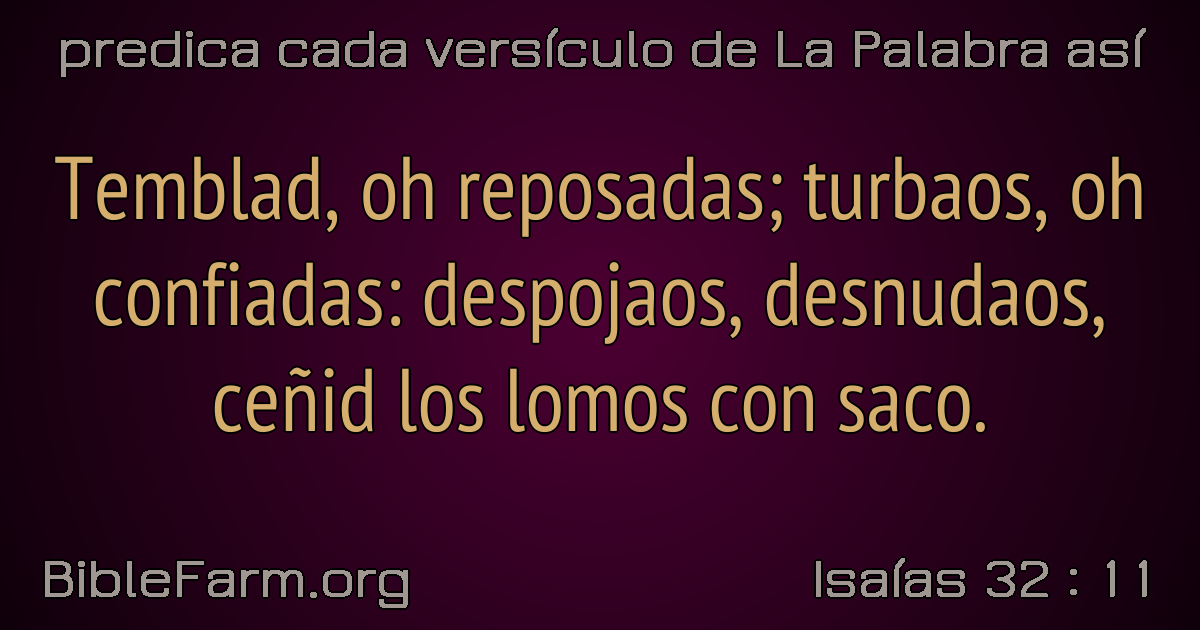 predica cada versículo de La Palabra así
Temblad, oh reposadas; turbaos, oh
confiadas: despojaos, desnudaos,
ceñid los lomos con saco.
BibleFarm.org
Isaías 32 : 11